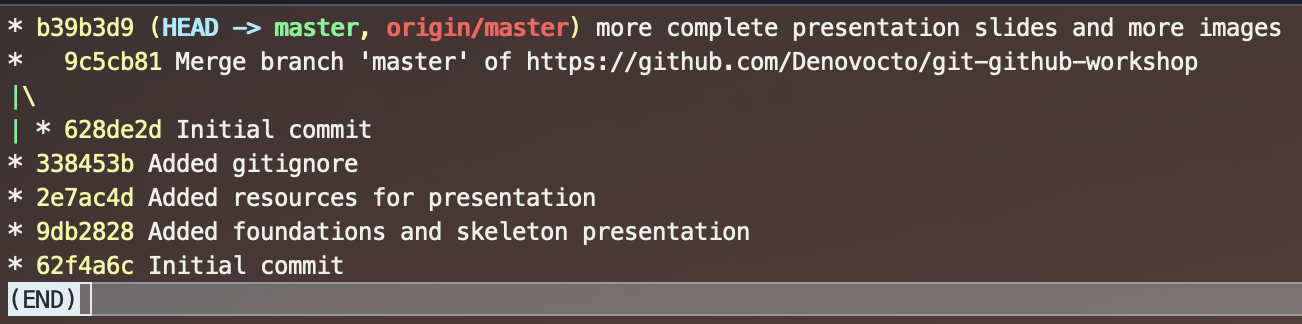 * b39b3d9 (HEAD -> master, origin/master) more complete presentation slides and more images
*   9c5cb81 Merge branch 'master' of https://github.com/Denovocto/git-github-workshop
|\
| * 628de2d Initial commit
* 338453b Added gitignore
* 2e7ac4d Added resources for presentation
* 9db2828 Added foundations and skeleton presentation
* 62f4a6c Initial commit
(END)